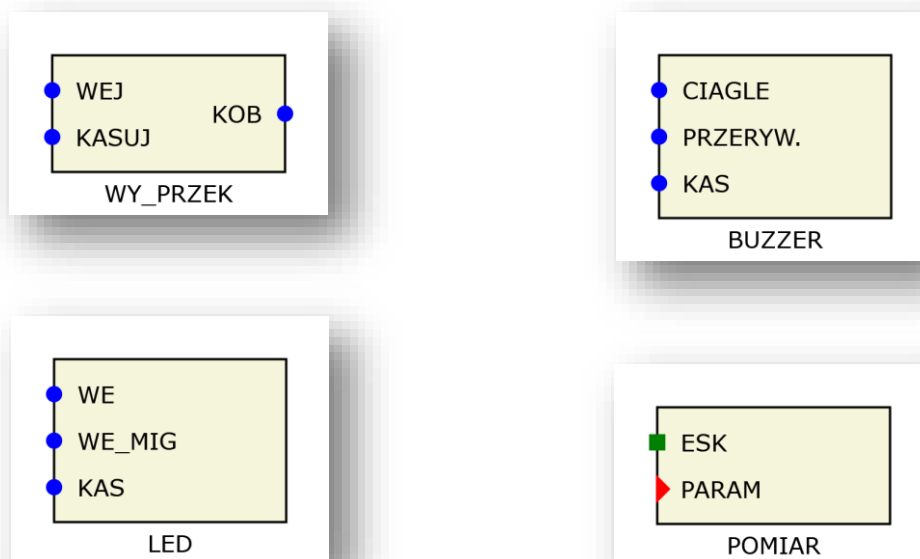 WEJ
KASUJ
KOB
WY_PRZEK
CIAGLE
PRZERYW.
KAS
BUZZER
WE
WE_MIG
KAS
LED
ESK
PARAM
POMIAR